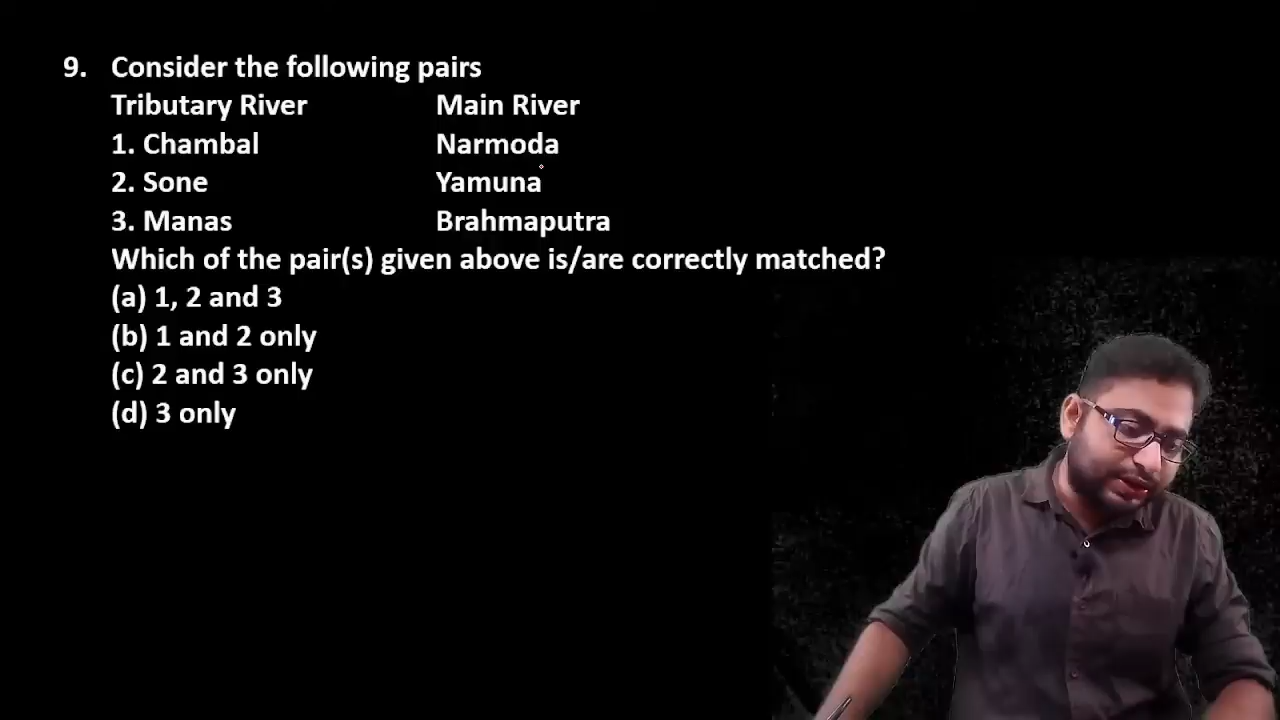 9. Consider the following pairs
Tributary River Main River
1. Chambal Narmoda
2. Sone Yamuna
3. Manas Brahmaputra
Which of the pair(s) given above is/are correctly matched?
(a) 1, 2 and 3
(b) 1 and 2 only
(c) 2 and 3 only
(d) 3 only